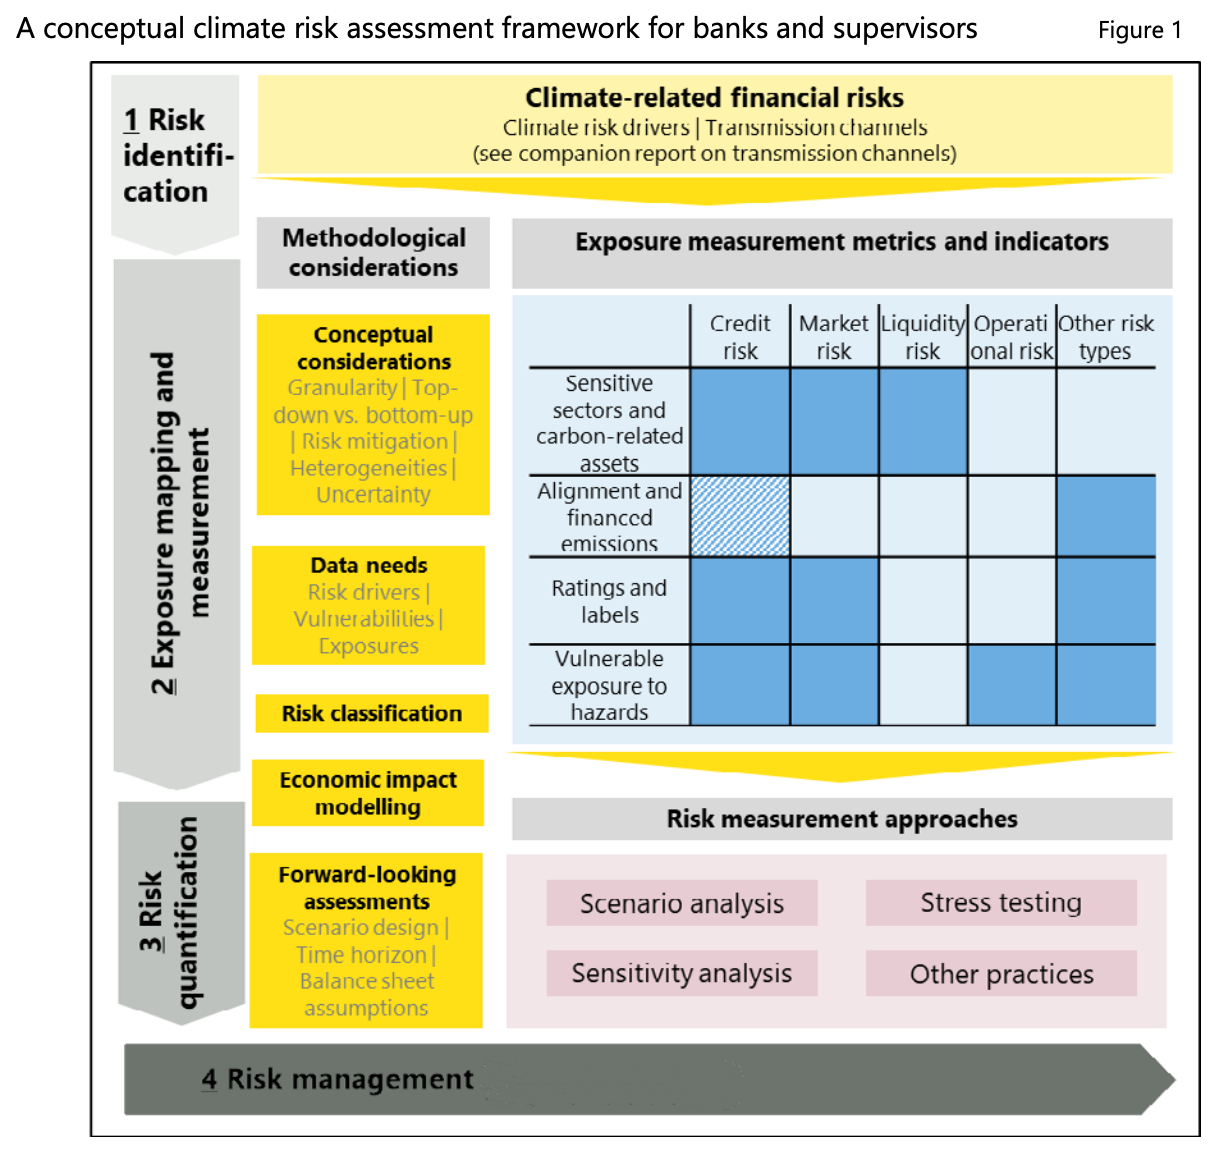 A conceptual climate risk assessment framework for banks and supervisors
Figure 1
1 Risk
identifi-
cation
Climate-related financial risks
Climate risk drivers | Transmission channels
(see companion report on transmission channels)
2 Exposure mapping and
measurement
Methodological
considerations
Conceptual
considerations
Granularity | Top-
down vs. bottom-up
| Risk mitigation |
Heterogeneities |
Uncertainty
Data needs
Risk drivers |
Vulnerabilities |
Exposures
Risk classification
Economic impact
modelling
Exposure measurement metrics and indicators
Credit
risk
Market
risk
Liquidity
risk
Operati
onal risk
Other risk
types
Sensitive
sectors and
carbon-related
assets
Alignment and
financed
emissions
Ratings and
labels
Vulnerable
exposure to
hazards
3 Risk
quantification
Forward-looking
assessments
Scenario design |
Time horizon |
Balance sheet
assumptions
Risk measurement approaches
Scenario analysis
Stress testing
Sensitivity analysis
Other practices
4 Risk management